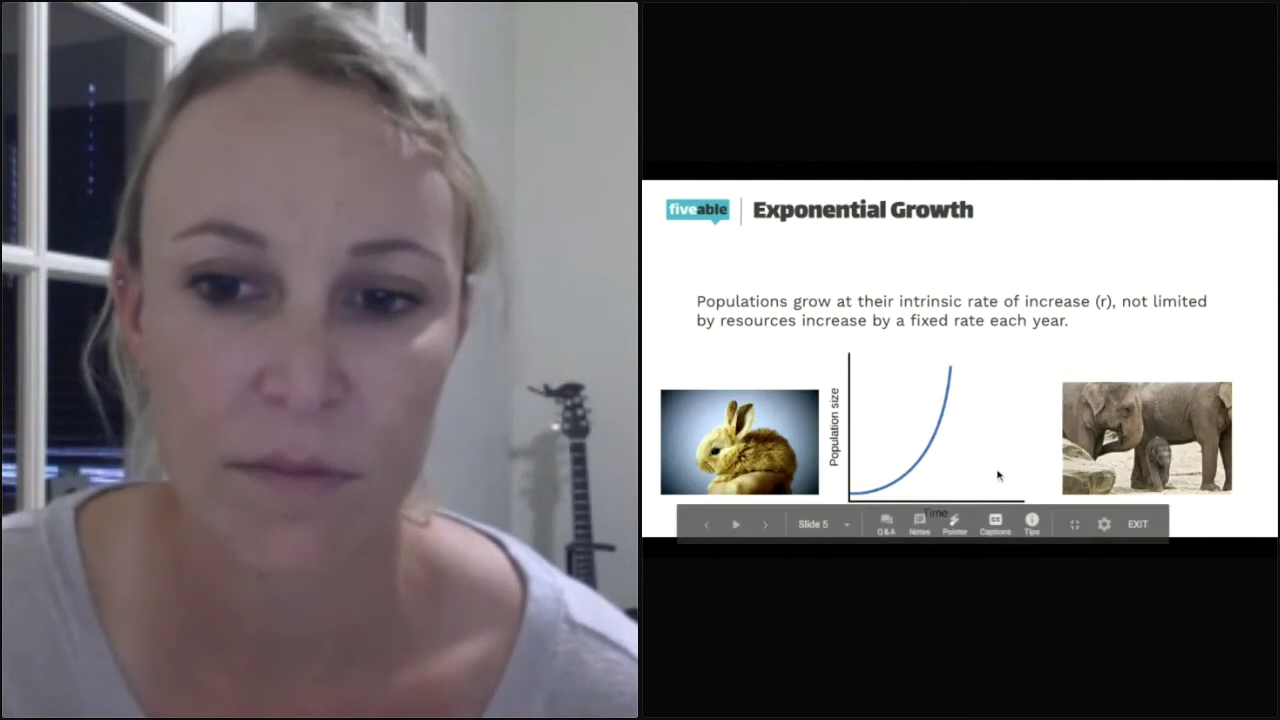 fiveable
Exponential Growth
Populations grow at their intrinsic rate of increase (r), not limited
by resources increase by a fixed rate each year.
Population size
Time
Slide 5
Q&A
Notes
Pointer
Captions
Tips
EXIT